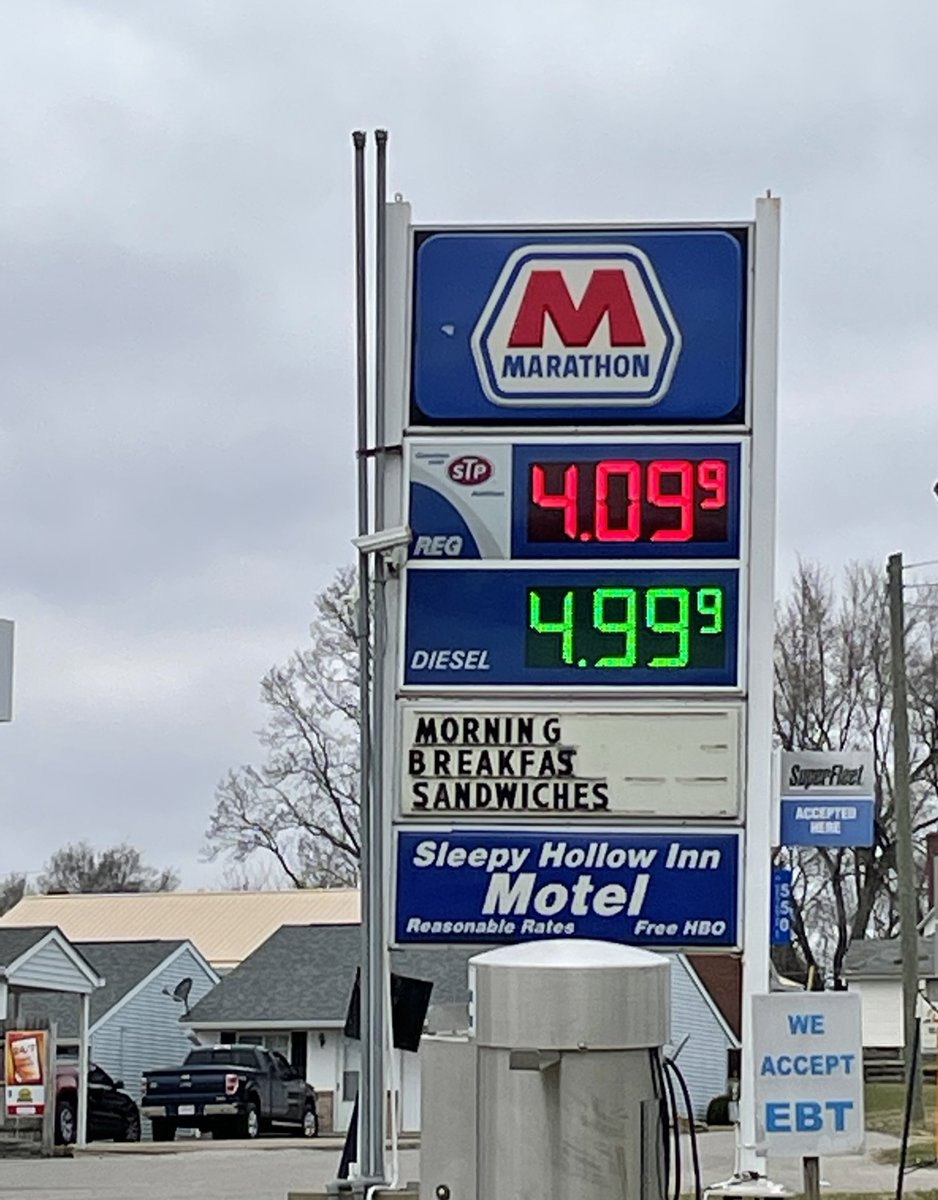 M
MARATHON
STP
REG
4.09 9
DIESEL
4.99 9
MORNING
BREAKFAS
SANDWICHES
SuperFleet
ACCEPTED
HERE
Sleepy Hollow Inn
Motel
Reasonable Rates Free HBO
WE
ACCEPT
EBT